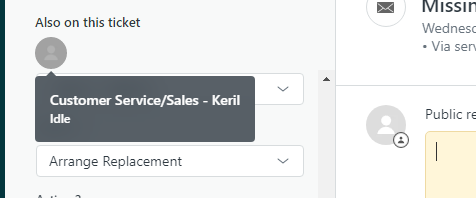 Also on this ticket
Customer Service/Sales - Keril
Idle
Arrange Replacement
Missin
Wednesd
• Via serv
Public re